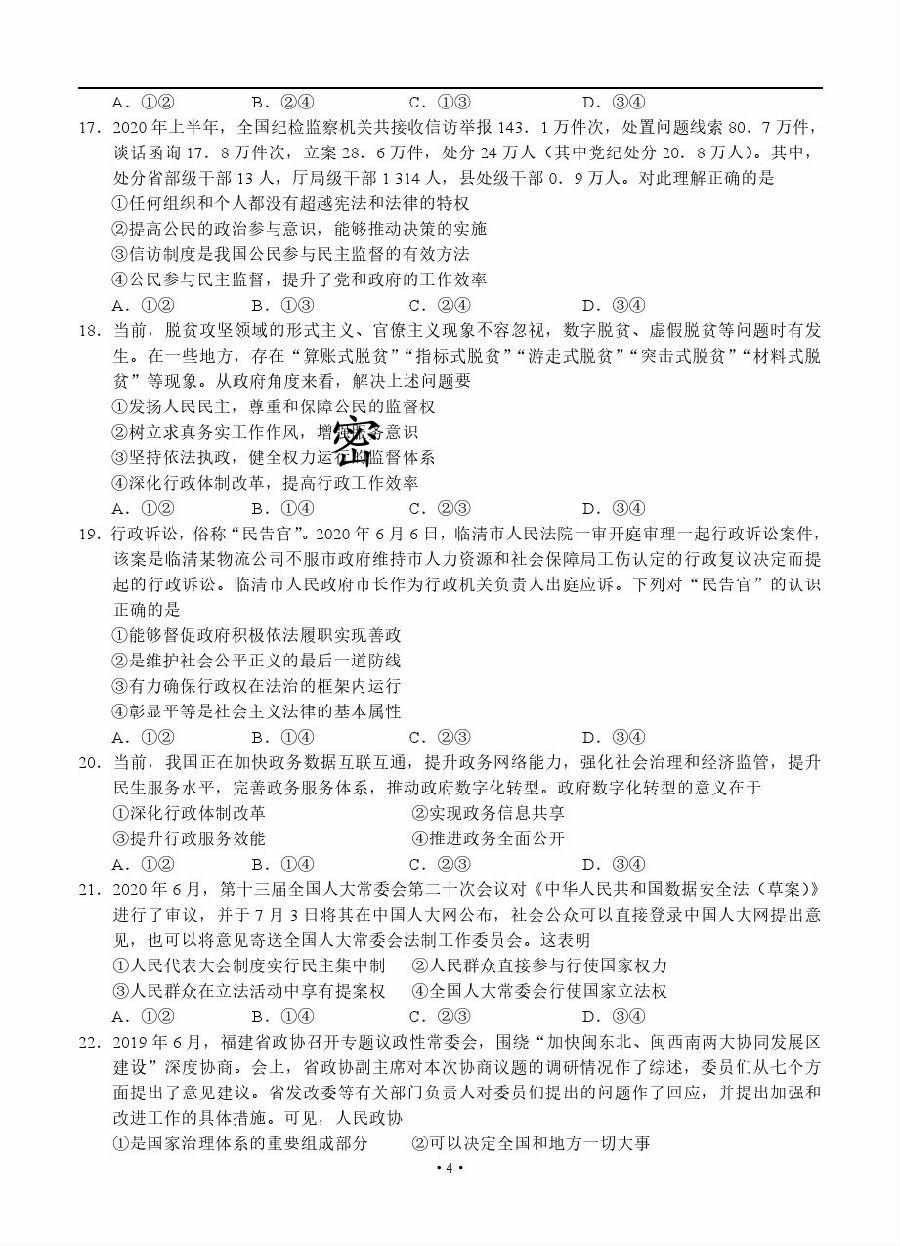 A．①② B．②④ C．①③ D．③④
17．2020年上半年，全国纪检监察机关共接收信访举报 143．1 万件次，处置问题线索 80．7 万件，
谈话函询 17．8 万件次，立案 28．6 万件，处分 24 万人（其中党纪处分 20．8 万人）。其中，
处分省部级干部 13 人，厅局级干部 1 314 人，县处级干部 0．9 万人。对此理解正确的是
①任何组织和个人都没有超越宪法和法律的特权
②提高公民的政治参与意识，能够推动决策的实施
③信访制度是我国公民参与民主监督的有效方法
④公民参与民主监督，提升了党和政府的工作效率
A．①② B．①③ C．②④ D．③④
18．当前，脱贫攻坚领域的形式主义、官僚主义现象不容忽视，数字脱贫、虚假脱贫等问题时有发
生。在一些地方，存在“算账式脱贫”“指标式脱贫”“游走式脱贫”“突击式脱贫”“材料式脱
贫”等现象。从政府角度来看，解决上述问题要
①发扬人民民主，尊重和保障公民的监督权
②树立求真务实工作作风，增强服务意识
③坚持依法执政，健全权力运行的监督体系
④深化行政体制改革，提高行政工作效率
密
A．①② B．①④ C．②③ D．③④
19．行政诉讼，俗称“民告官”。2020 年 6 月 6 日，临清市人民法院一审开庭审理一起行政诉讼案件，
该案是临清某物流公司不服市政府维持市人力资源和社会保障局工伤认定的行政复议决定而提
起的行政诉讼。临清市人民政府市长作为行政机关负责人出庭应诉。下列对“民告官”的认识
正确的是
①能够督促政府积极依法履职实现善政
②是维护社会公平正义的最后一道防线
③有力确保行政权在法治的框架内运行
④彰显平等是社会主义法律的基本属性
A．①② B．①④ C．②③ D．③④
20．当前，我国正在加快政务数据互联互通，提升政务网络能力，强化社会治理和经济监管，提升
民生服务水平，完善政务服务体系，推动政府数字化转型。政府数字化转型的意义在于
①深化行政体制改革 ②实现政务信息共享
③提升行政服务效能 ④推进政务全面公开
A．①② B．①④ C．②③ D．③④
21．2020 年 6 月，第十三届全国人大常委会第二十次会议对《中华人民共和国数据安全法（草案）》
进行了审议，并于 7 月 3 日将其在中国人大网公布，社会公众可以直接登录中国人大网提出意
见，也可以将意见寄送全国人大常委会法制工作委员会。这表明
①人民代表大会制度实行民主集中制 ②人民群众直接参与行使国家权力
③人民群众在立法活动中享有提案权 ④全国人大常委会行使国家立法权
A．①② B．①④ C．②③ D．③④
22．2019 年 6 月，福建省政协召开专题议政性常委会，围绕“加快闽东北、闽西南两大协同发展区
建设”深度协商。会上，省政协副主席对本次协商议题的调研情况作了综述，委员们从七个方
面提出了意见建议。省发改委等有关部门负责人对委员们提出的问题作了回应，并提出加强和
改进工作的具体措施。可见，人民政协
①是国家治理体系的重要组成部分 ②可以决定全国和地方一切大事
•4•